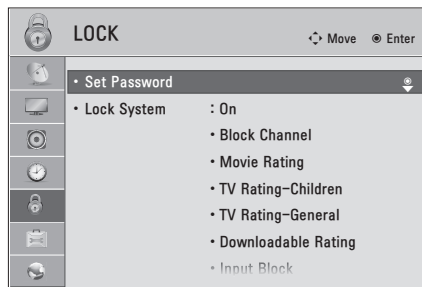 LOCK
Move Enter
• Set Password
• Lock System : On
• Block Channel
• Movie Rating
• TV Rating-Children
• TV Rating-General
• Downloadable Rating
• Input Block